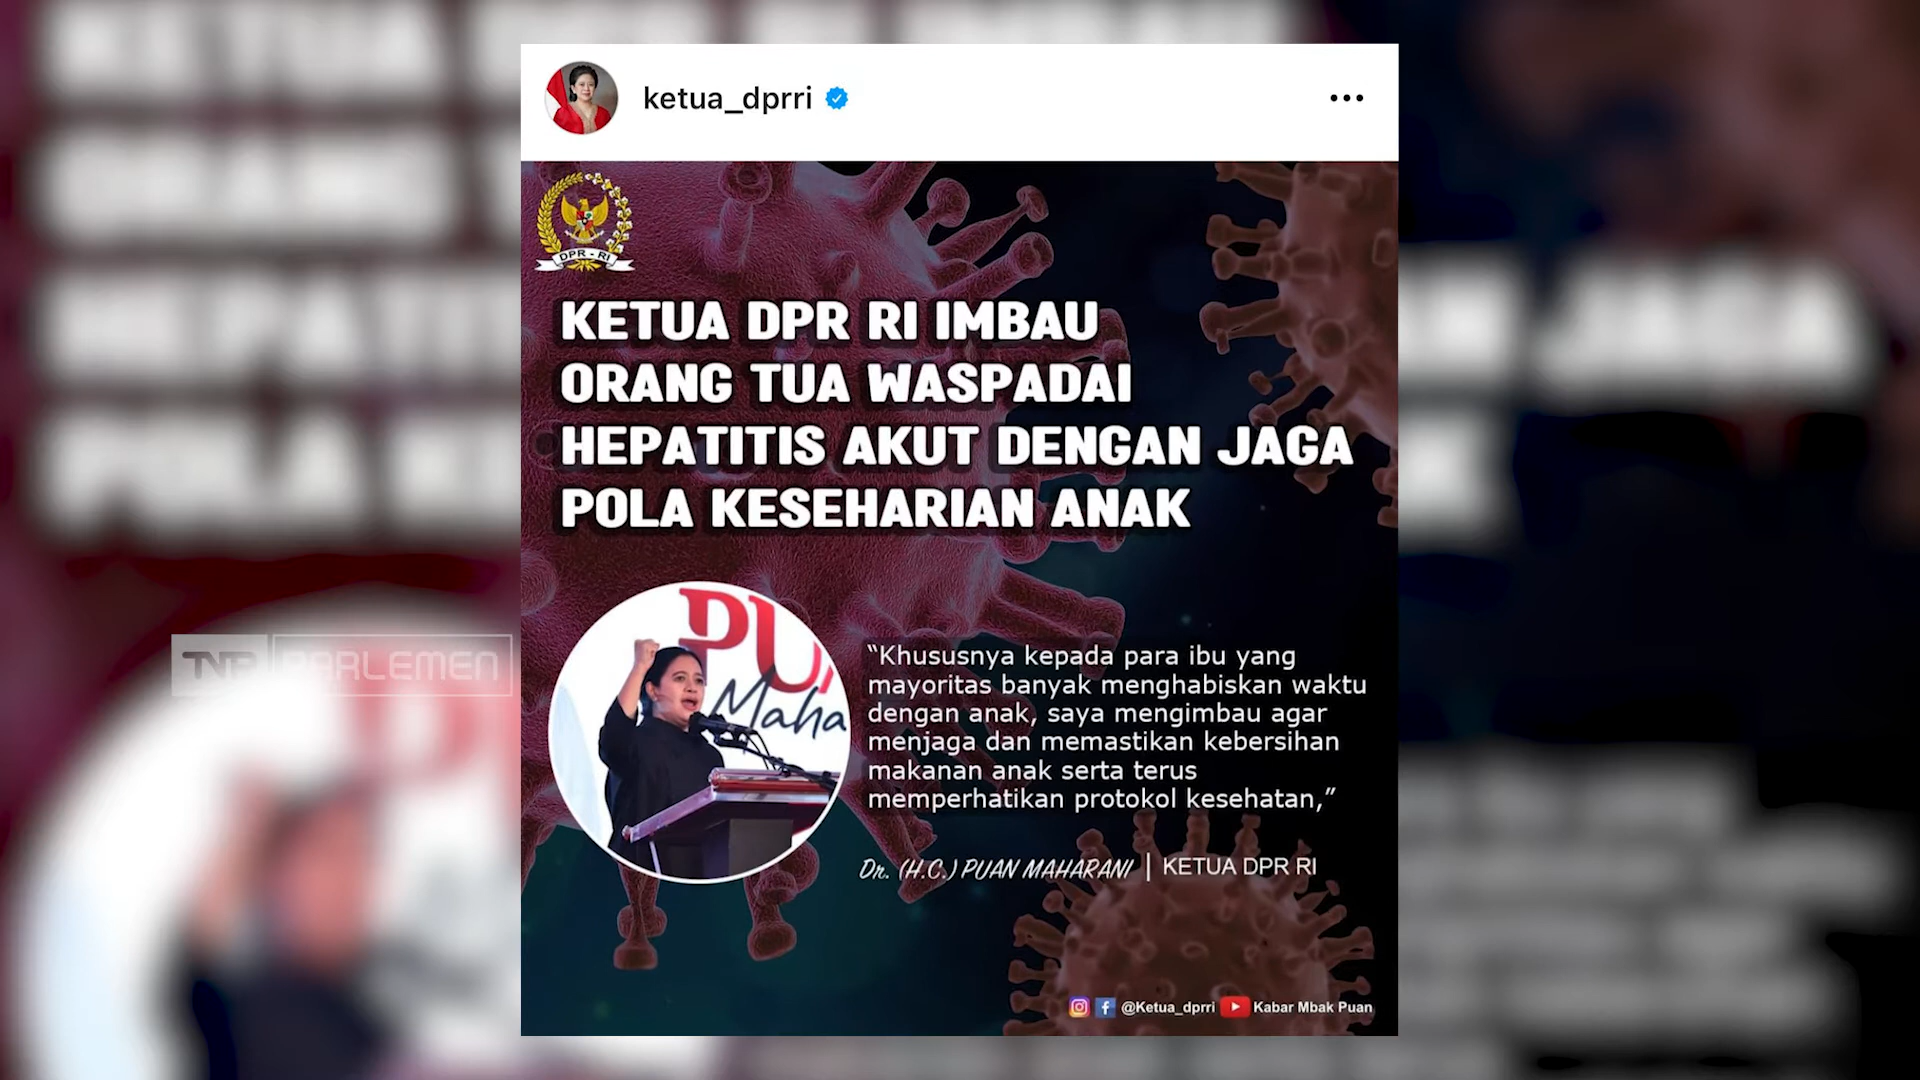 ketua_dprri
DPR - RI
KETUA DPR RI IMBAU
ORANG TUA WASPADAI
HEPATITIS AKUT DENGAN JAGA
POLA KESEHARIAN ANAK
PU
Maha
“Khususnya kepada para ibu yang
mayoritas banyak menghabiskan waktu
dengan anak, saya mengimbau agar
menjaga dan memastikan kebersihan
makanan anak serta terus
memperhatikan protokol kesehatan,”
Dr. (H.C.) PUAN MAHARANI | KETUA DPR RI
@Ketua_dprri Kabar Mbak Puan
TVR PARLEMEN